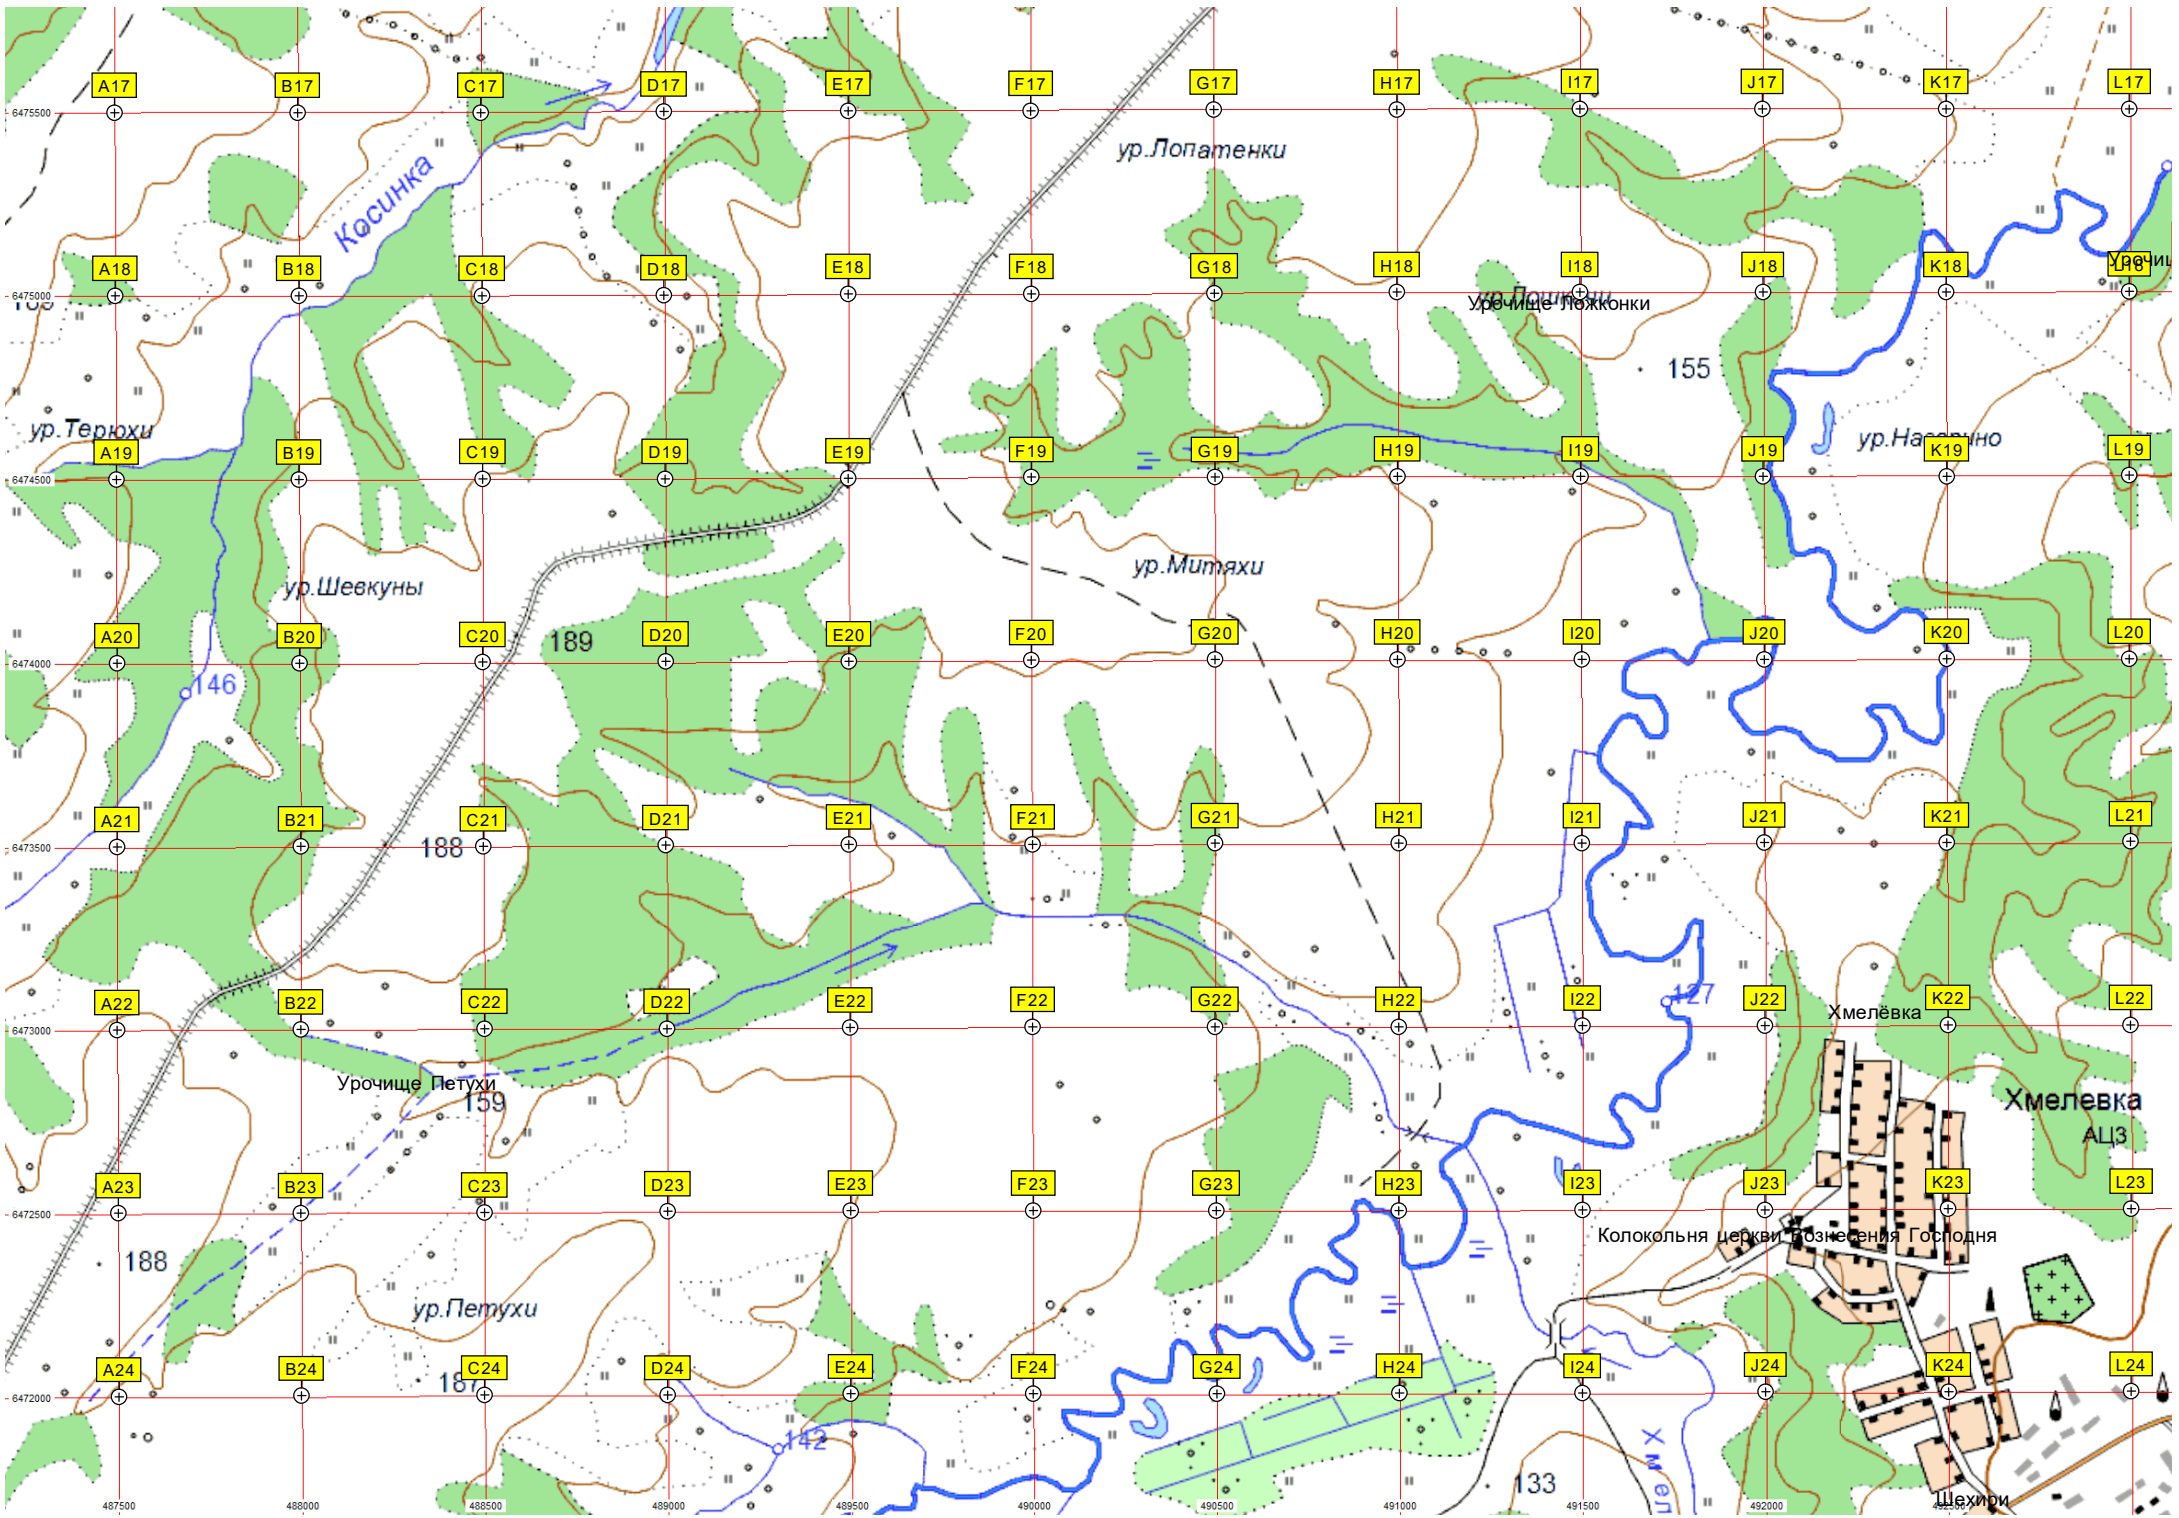 A17 B17 C17 D17 E17 F17 G17 H17 I17 J17 K17 L17
6475500
ур.Лопатенки
Косинка
A18 B18 C18 D18 E18 F18 G18 H18 I18 J18 K18 L18
6475000
Урочище Ложконки
155
ур.Терюхи
A19 B19 C19 D19 E19 F19 G19 H19 I19 J19 K19 L19
6474500
ур.Шевкуны
ур.Митяхи
A20 B20 C20 D20 E20 F20 G20 H20 I20 J20 K20 L20
189
6474000
146
A21 B21 C21 D21 E21 F21 G21 H21 I21 J21 K21 L21
6473500
188
127
A22 B22 C22 D22 E22 F22 G22 H22 I22 J22 K22 L22
Хмелёвка
6473000
Урочище Петухи
159
Хмелевка
АЦЗ
A23 B23 C23 D23 E23 F23 G23 H23 I23 J23 K23 L23
6472500
Колокольня церкви Вознесения Господня
188
ур.Петухи
A24 B24 C24 D24 E24 F24 G24 H24 I24 J24 K24 L24
187
6472000
142
Хмел
133
Шехири
487500 488000 488500 489000 489500 490000 490500 491000 491500 492000 492500